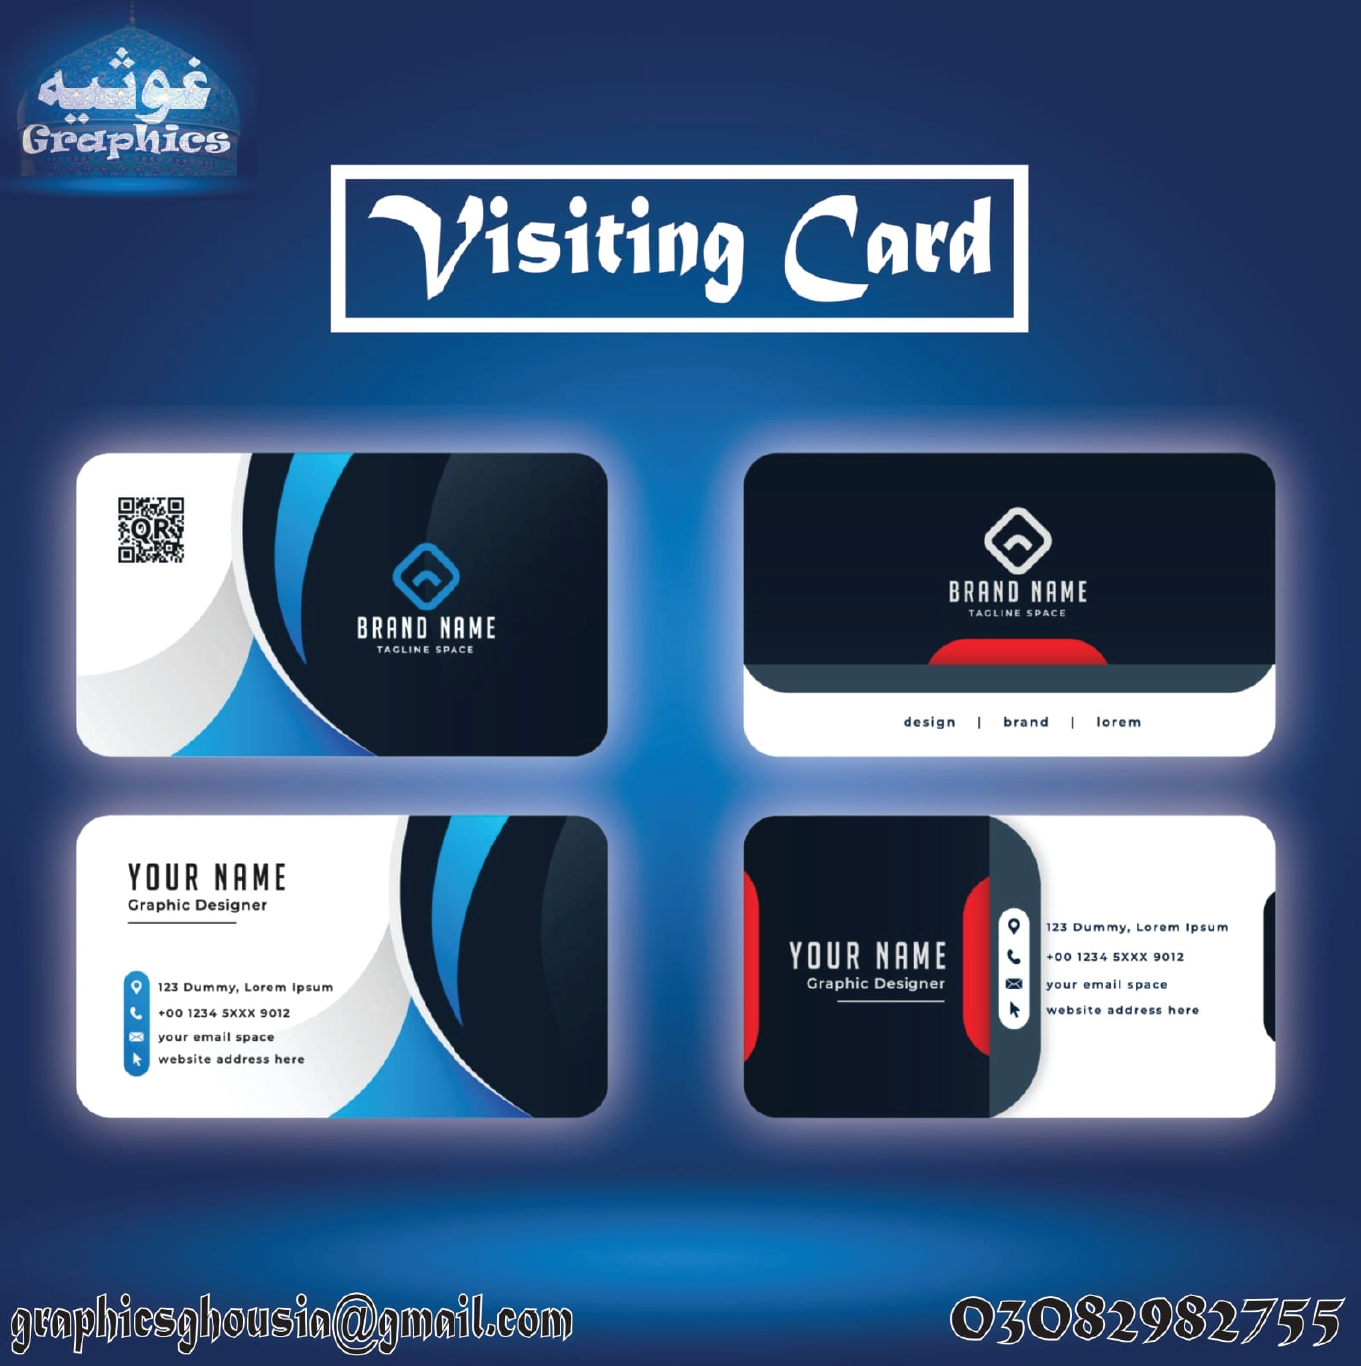 غوثیه
Graphics
Visiting Card
QR
BRAND NAME
TAGLINE SPACE
BRAND NAME
TAGLINE SPACE
design | brand | lorem
YOUR NAME
Graphic Designer
123 Dummy, Lorem Ipsum
+00 1234 5XXX 9012
your email space
website address here
YOUR NAME
Graphic Designer
123 Dummy, Lorem Ipsum
+00 1234 5XXX 9012
your email space
website address here
graphicsghousia@gmail.com
03082982755